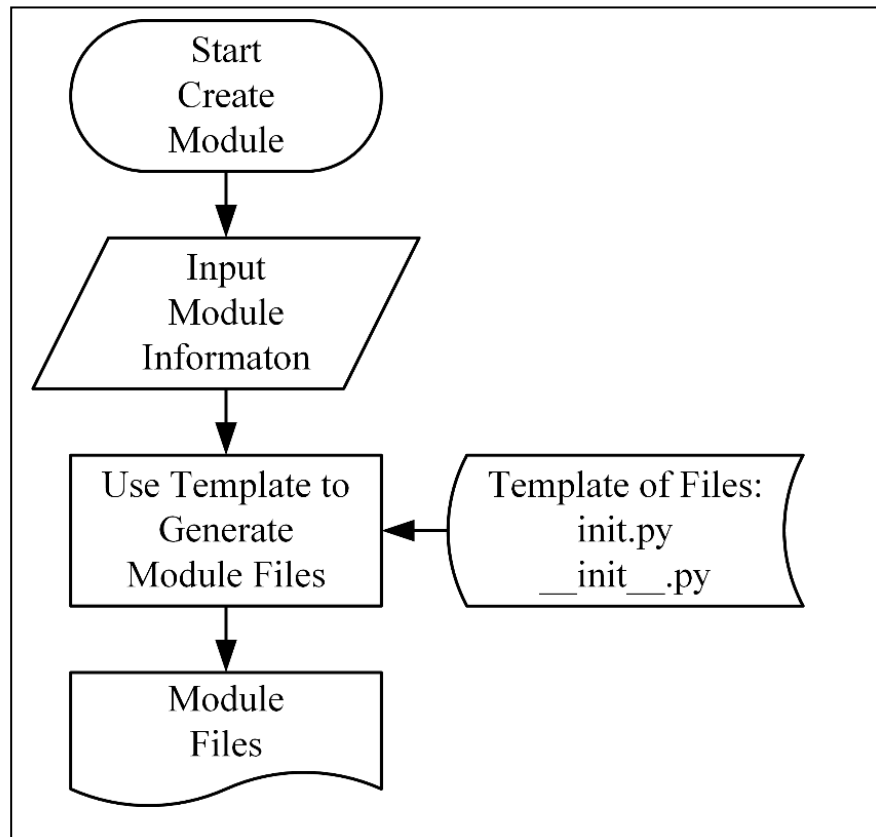 Start
Create
Module
Input
Module
Informaton
Use Template to
Generate
Module Files
Template of Files:
init.py
__init__.py
Module
Files